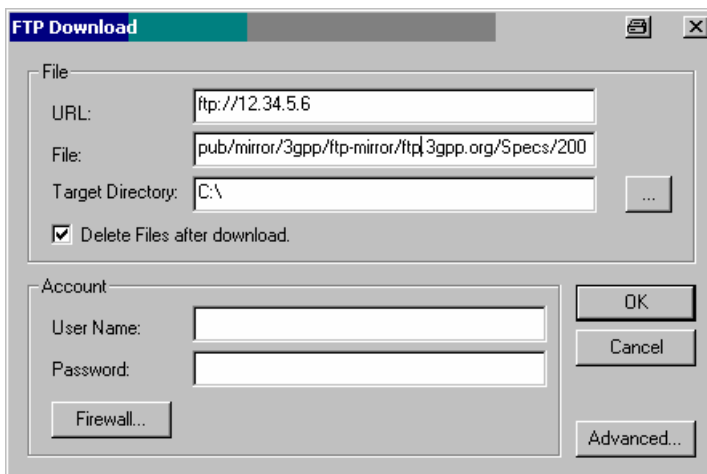 FTP Download
File
URL: ftp://12.34.5.6
File: pub/mirror/3gpp/ftp-mirror/ftp.3gpp.org/Specs/200
Target Directory: C:\ ...
Delete Files after download.
Account
User Name:
Password:
Firewall...
OK
Cancel
Advanced...